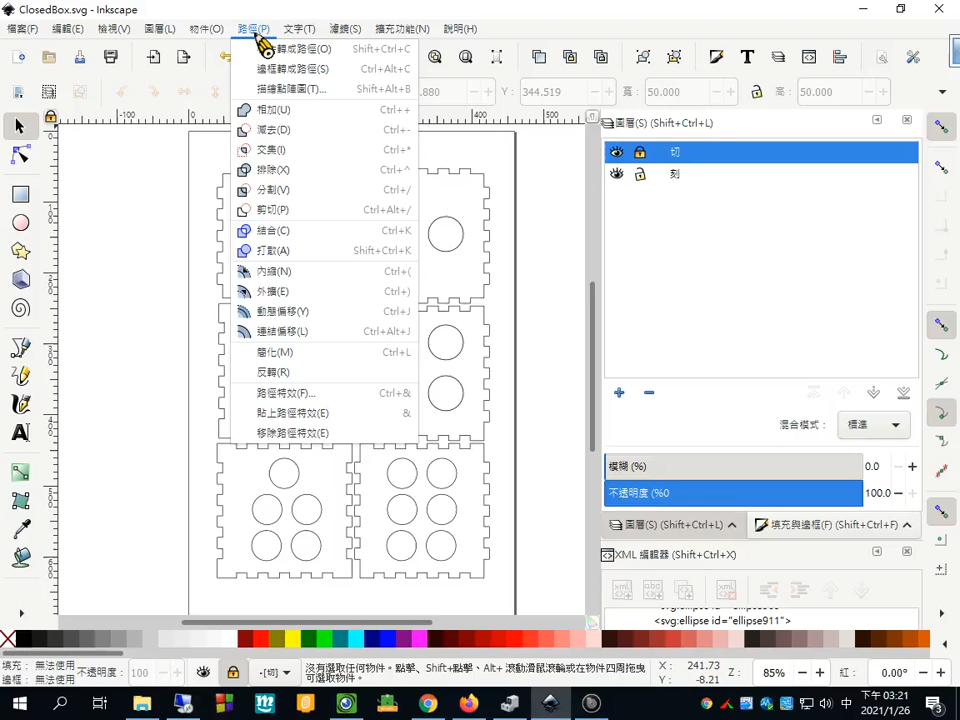 ClosedBox.svg - Inkscape
檔案(F) 編輯(E) 檢視(V) 圖層(L) 物件(O) 路徑(P) 文字(T) 濾鏡(S) 擴充功能(N) 說明(H)
轉成路徑(O) Shift+Ctrl+C
邊框轉成路徑(S) Ctrl+Alt+C
描繪點陣圖(T)... Shift+Alt+B
相加(U) Ctrl++
減去(D) Ctrl+-
交集(I) Ctrl+*
排除(X) Ctrl+^
分割(V) Ctrl+/
剪切(P) Ctrl+Alt+/
結合(C) Ctrl+K
打散(A) Shift+Ctrl+K
內縮(N) Ctrl+(
外擴(E) Ctrl+)
動態偏移(Y) Ctrl+J
連結偏移(L) Ctrl+Alt+J
簡化(M) Ctrl+L
反轉(R)
路徑特效(F)... Ctrl+&
貼上路徑特效(E) &
移除路徑特效(E)
.880 Y: 344.519 寬: 50.000 高: 50.000
-100 400 500
圖層(S) (Shift+Ctrl+L)
切
刻
混合模式: 標準
模糊 (%) 0.0
不透明度 (%0 100.0
圖層(S) (Shift+Ctrl+L) 填充與邊框(F) (Shift+Ctrl+F)
XML 編輯器 (Shift+Ctrl+X)
<svg:ellipse id="ellipse911">
填充: 無法使用
邊框: 無法使用
不透明度: 100
·[切]
沒有選取任何物件。點擊、Shift+點擊、Alt+ 滾動滑鼠滾輪或在物件四周拖曳可選取物件。
X: 241.73
Y: -8.21
Z: 85% 紅: 0.00°
中 下午 03:21
2021/1/26
3